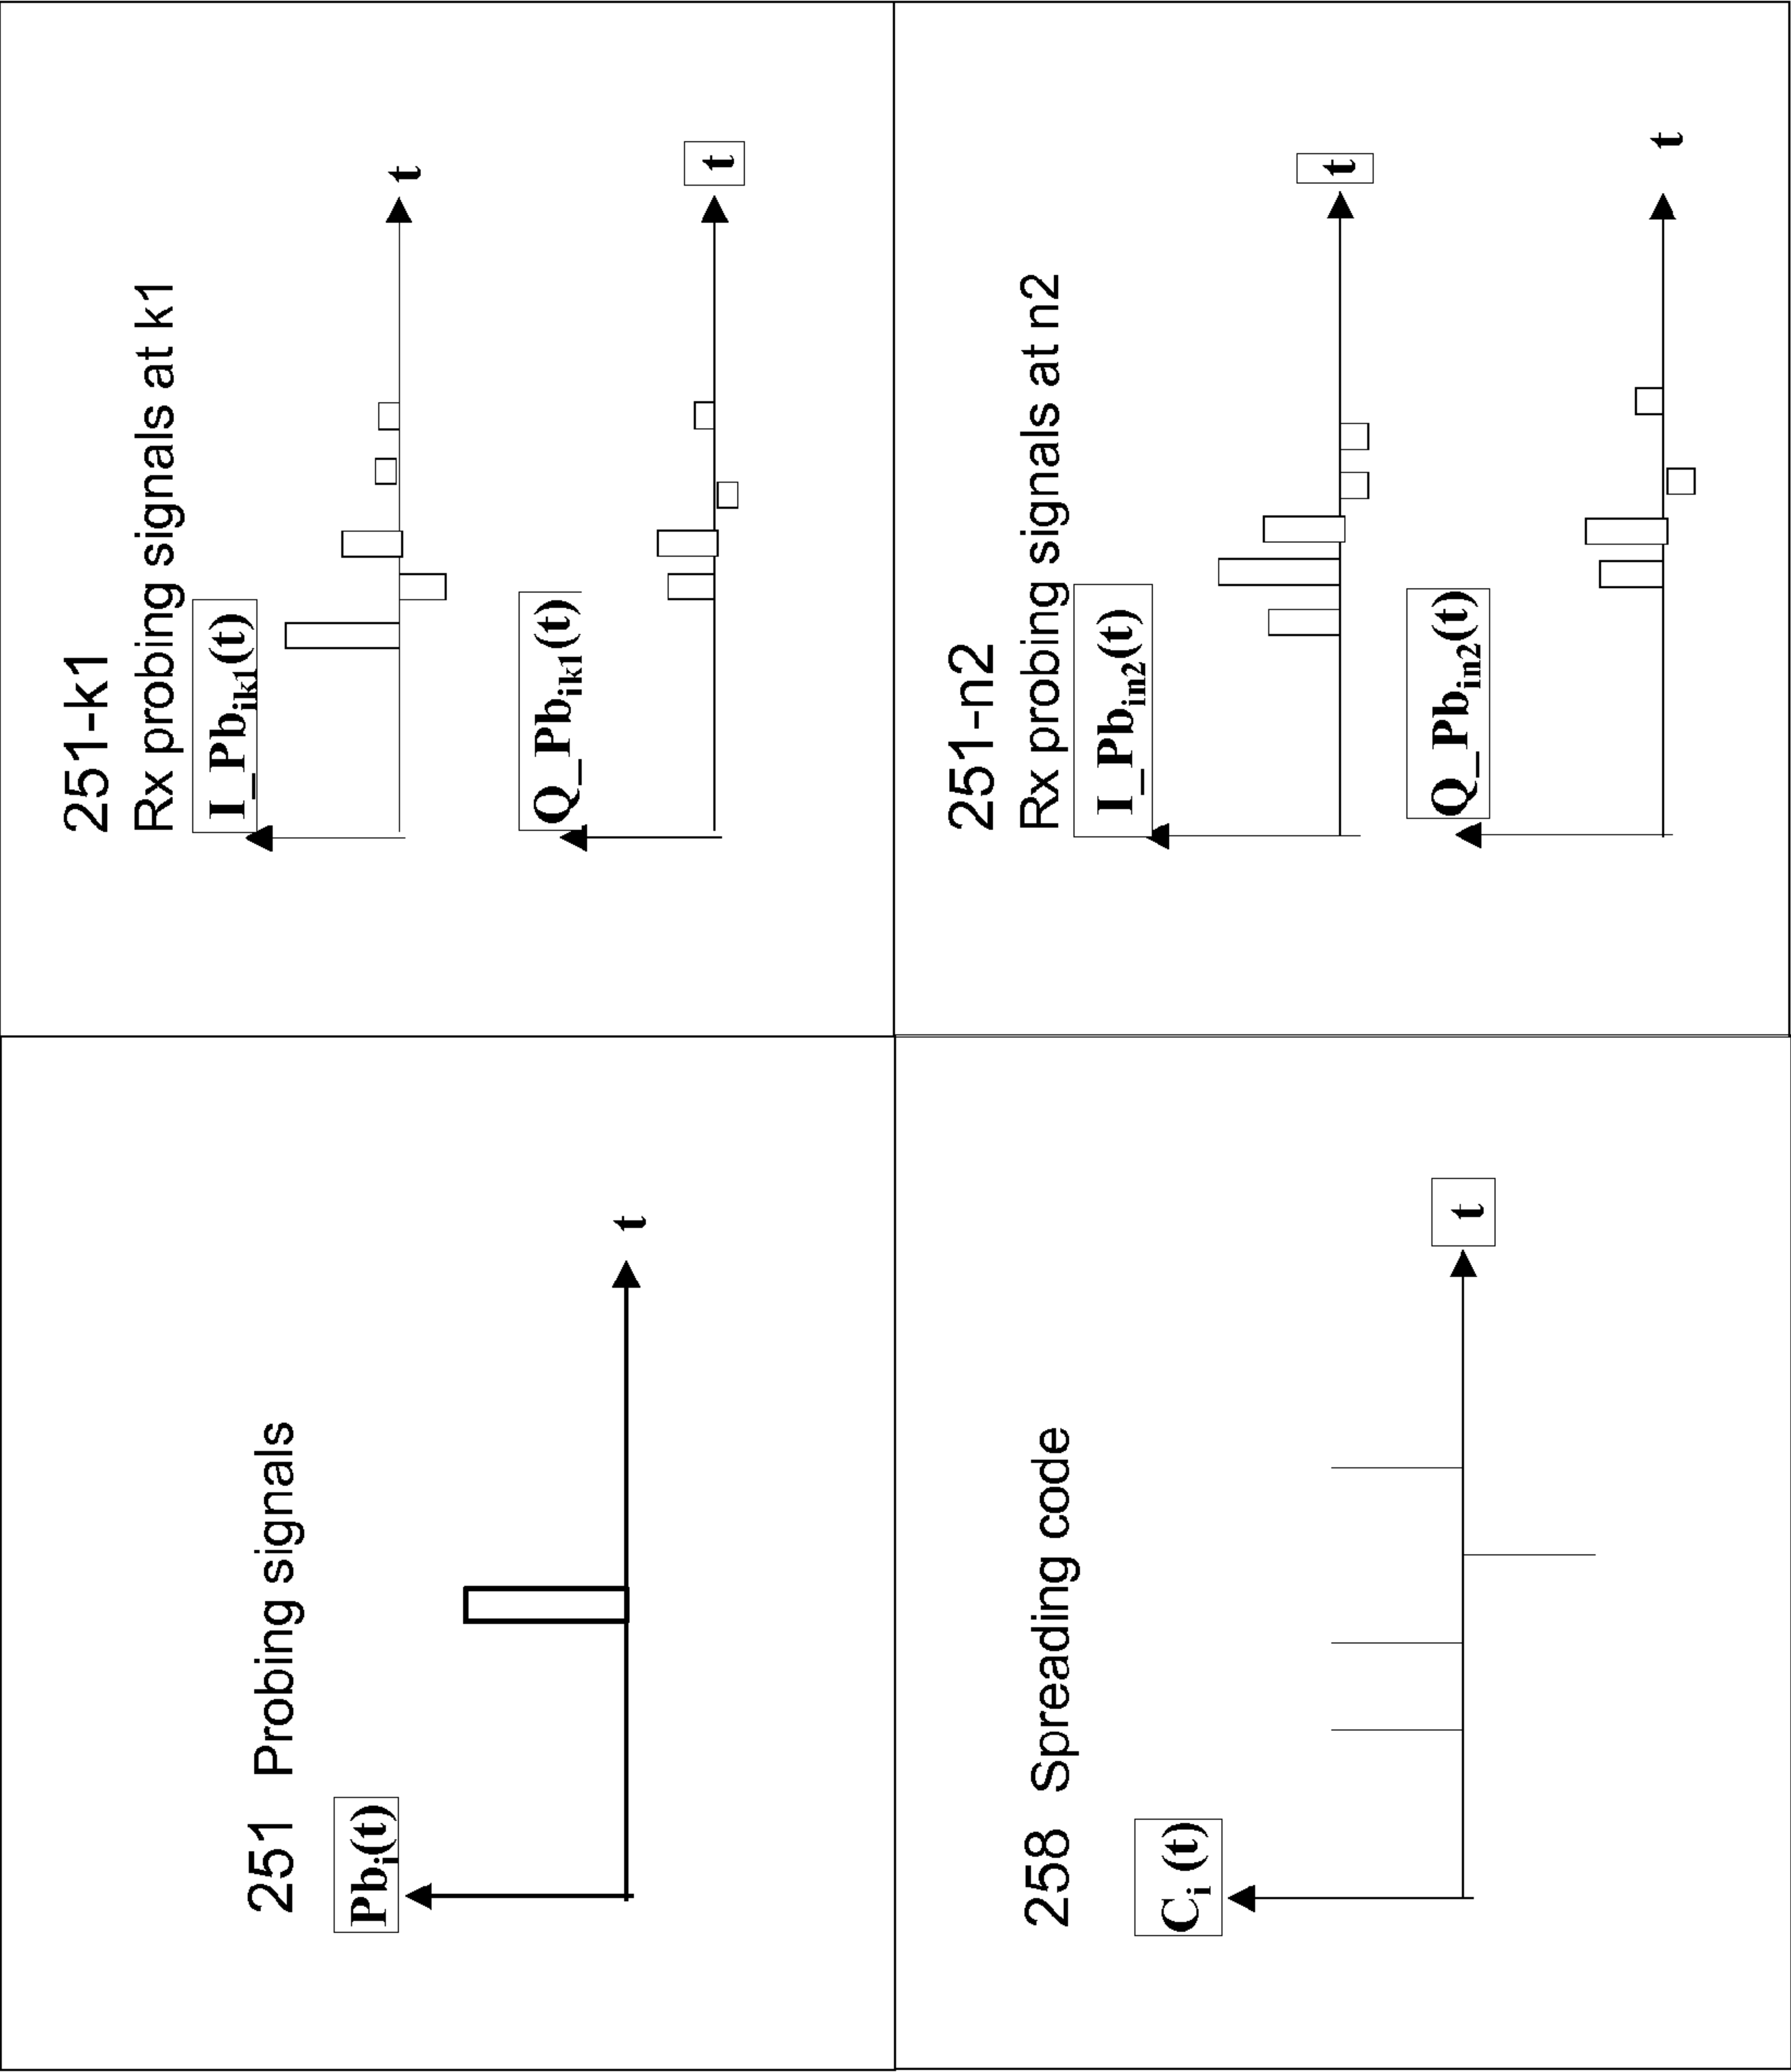 251 Probing signals
Pbi(t)
t
251-k1
Rx probing signals at k1
I_Pbik1(t)
t
Q_Pbik1(t)
t
258 Spreading code
Ci(t)
t
251-n2
Rx probing signals at n2
I_Pbin2(t)
t
Q_Pbin2(t)
t